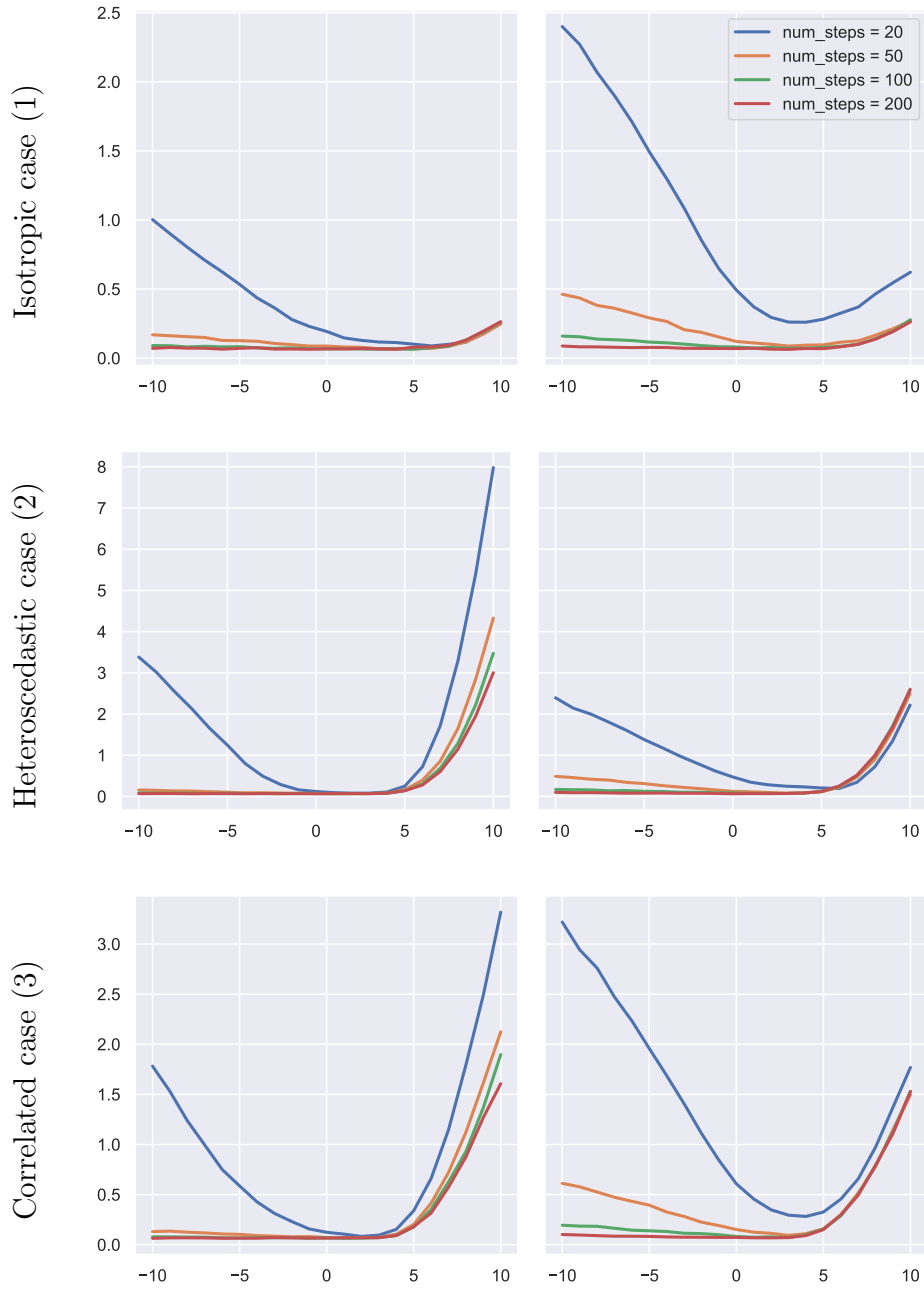 Isotropic case (1)
2.5
2.0
1.5
1.0
0.5
0.0
−10 −5 0 5 10
num_steps = 20
num_steps = 50
num_steps = 100
num_steps = 200
−10 −5 0 5 10
Heteroscedastic case (2)
8
7
6
5
4
3
2
1
0
−10 −5 0 5 10
−10 −5 0 5 10
Correlated case (3)
3.0
2.5
2.0
1.5
1.0
0.5
0.0
−10 −5 0 5 10
−10 −5 0 5 10